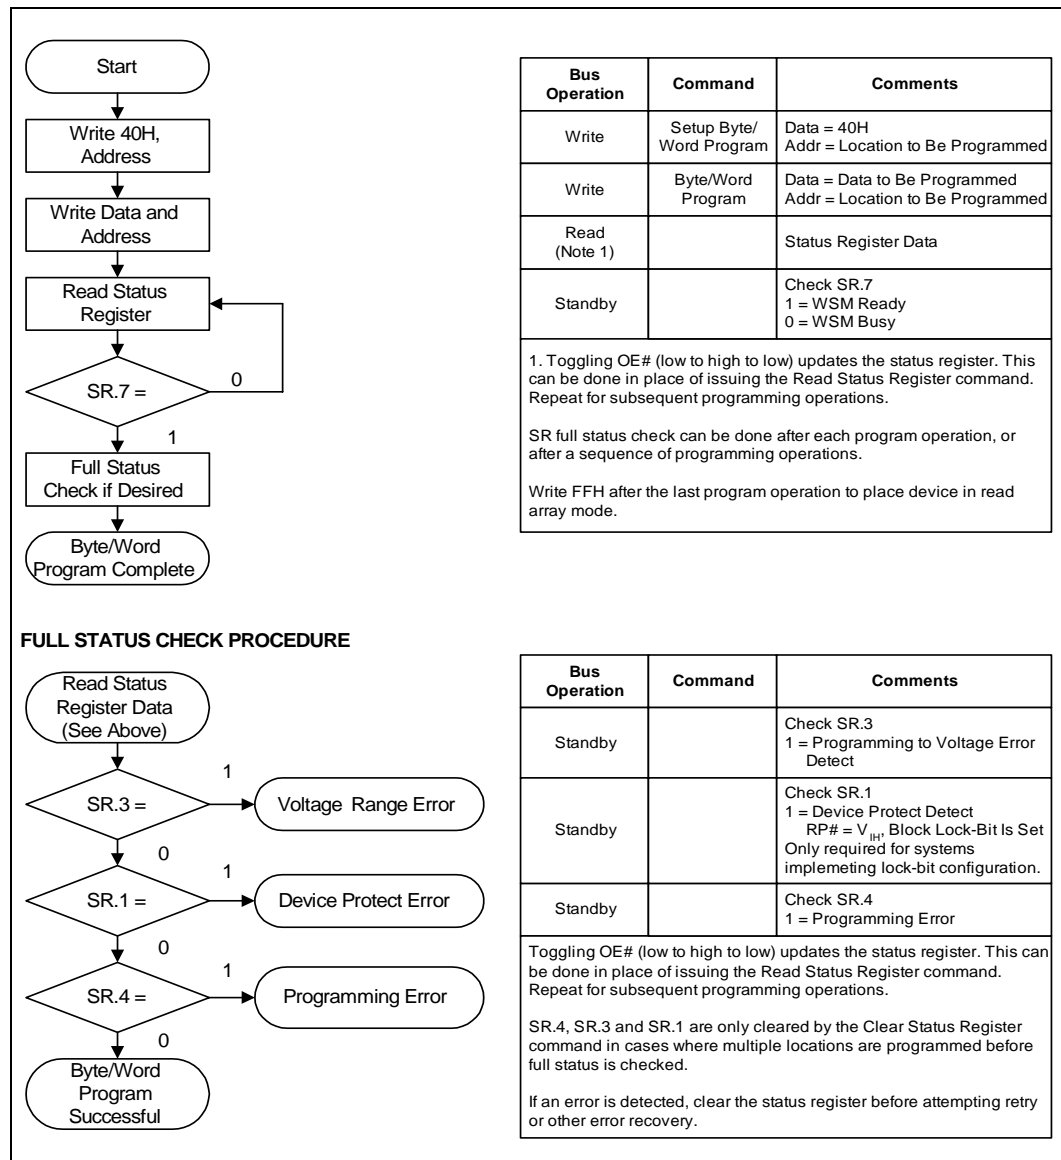 Start
Write 40H,
Address
Write Data and
Address
Read Status
Register
SR.7 =
0
1
Full Status
Check if Desired
Byte/Word
Program Complete
Bus
Operation
Command
Comments
Write
Setup Byte/
Word Program
Data = 40H
Addr = Location to Be Programmed
Write
Byte/Word
Program
Data = Data to Be Programmed
Addr = Location to Be Programmed
Read
(Note 1)
Status Register Data
Standby
Check SR.7
1 = WSM Ready
0 = WSM Busy
1. Toggling OE# (low to high to low) updates the status register. This
can be done in place of issuing the Read Status Register command.
Repeat for subsequent programming operations.
SR full status check can be done after each program operation, or
after a sequence of programming operations.
Write FFH after the last program operation to place device in read
array mode.
FULL STATUS CHECK PROCEDURE
Read Status
Register Data
(See Above)
SR.3 =
1
Voltage Range Error
0
SR.1 =
1
Device Protect Error
0
SR.4 =
1
Programming Error
0
Byte/Word
Program
Successful
Bus
Operation
Command
Comments
Standby
Check SR.3
1 = Programming to Voltage Error
Detect
Standby
Check SR.1
1 = Device Protect Detect
RP# = VIH, Block Lock-Bit Is Set
Only required for systems
implemeting lock-bit configuration.
Standby
Check SR.4
1 = Programming Error
Toggling OE# (low to high to low) updates the status register. This can
be done in place of issuing the Read Status Register command.
Repeat for subsequent programming operations.
SR.4, SR.3 and SR.1 are only cleared by the Clear Status Register
command in cases where multiple locations are programmed before
full status is checked.
If an error is detected, clear the status register before attempting retry
or other error recovery.